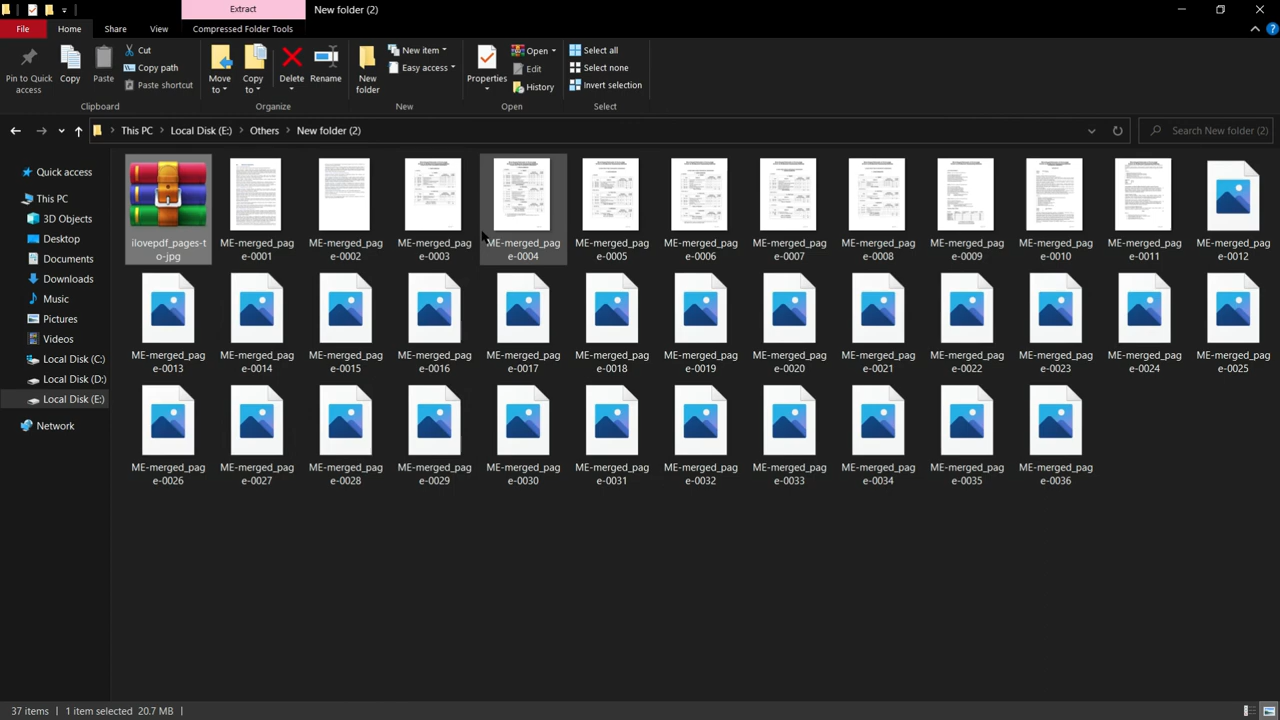 Extract
New folder (2)
File
Home
Share
View
Compressed Folder Tools
Pin to Quick access
Copy
Paste
Cut
Copy path
Paste shortcut
Move to
Copy to
Delete
Rename
New folder
New item
Easy access
Properties
Open
Edit
History
Select all
Select none
Invert selection
Clipboard
Organize
New
Open
Select
This PC
Local Disk (E:)
Others
New folder (2)
Search New folder (2)
Quick access
This PC
3D Objects
Desktop
Documents
Downloads
Music
Pictures
Videos
Local Disk (C:)
Local Disk (D:)
Local Disk (E:)
Network
ilovepdf_pages-to-jpg
ME-merged_page-0001
ME-merged_page-0002
ME-merged_page-0003
ME-merged_page-0004
ME-merged_page-0005
ME-merged_page-0006
ME-merged_page-0007
ME-merged_page-0008
ME-merged_page-0009
ME-merged_page-0010
ME-merged_page-0011
ME-merged_page-0012
ME-merged_page-0013
ME-merged_page-0014
ME-merged_page-0015
ME-merged_page-0016
ME-merged_page-0017
ME-merged_page-0018
ME-merged_page-0019
ME-merged_page-0020
ME-merged_page-0021
ME-merged_page-0022
ME-merged_page-0023
ME-merged_page-0024
ME-merged_page-0025
ME-merged_page-0026
ME-merged_page-0027
ME-merged_page-0028
ME-merged_page-0029
ME-merged_page-0030
ME-merged_page-0031
ME-merged_page-0032
ME-merged_page-0033
ME-merged_page-0034
ME-merged_page-0035
ME-merged_page-0036
37 items
1 item selected 20.7 MB